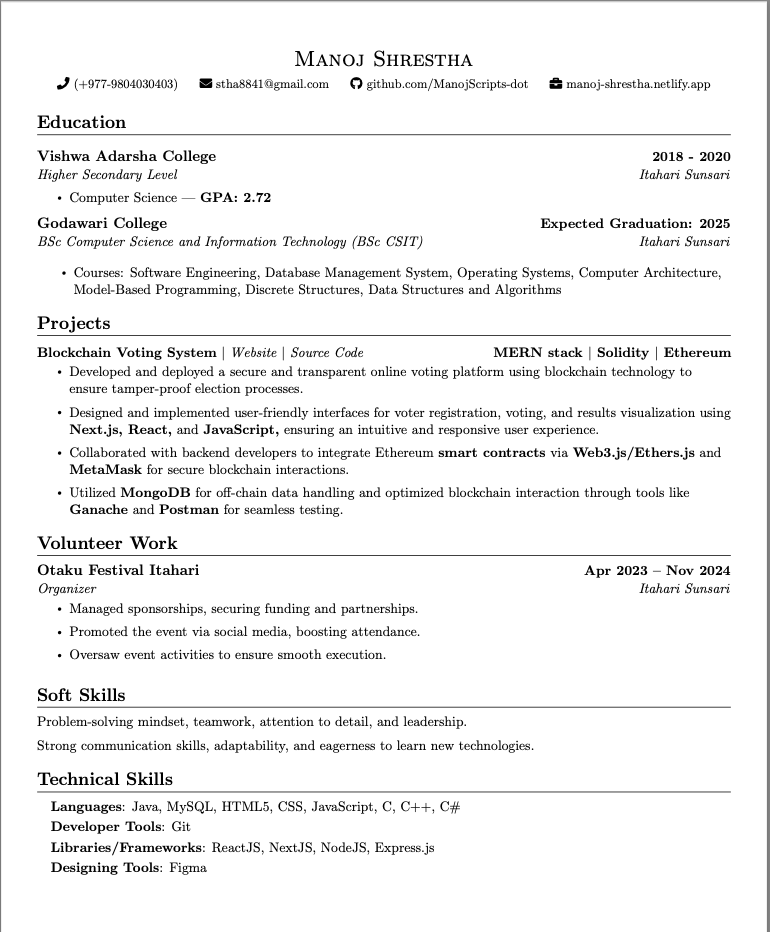 Manoj Shrestha
(+977-9804030403) stha8841@gmail.com github.com/ManojScripts-dot manoj-shrestha.netlify.app
Education
Vishwa Adarsha College 2018 - 2020
Higher Secondary Level Itahari Sunsari
• Computer Science — GPA: 2.72
Godawari College Expected Graduation: 2025
BSc Computer Science and Information Technology (BSc CSIT) Itahari Sunsari
• Courses: Software Engineering, Database Management System, Operating Systems, Computer Architecture,
Model-Based Programming, Discrete Structures, Data Structures and Algorithms
Projects
Blockchain Voting System | Website | Source Code MERN stack | Solidity | Ethereum
• Developed and deployed a secure and transparent online voting platform using blockchain technology to
ensure tamper-proof election processes.
• Designed and implemented user-friendly interfaces for voter registration, voting, and results visualization using
Next.js, React, and JavaScript, ensuring an intuitive and responsive user experience.
• Collaborated with backend developers to integrate Ethereum smart contracts via Web3.js/Ethers.js and
MetaMask for secure blockchain interactions.
• Utilized MongoDB for off-chain data handling and optimized blockchain interaction through tools like
Ganache and Postman for seamless testing.
Volunteer Work
Otaku Festival Itahari Apr 2023 – Nov 2024
Organizer Itahari Sunsari
• Managed sponsorships, securing funding and partnerships.
• Promoted the event via social media, boosting attendance.
• Oversaw event activities to ensure smooth execution.
Soft Skills
Problem-solving mindset, teamwork, attention to detail, and leadership.
Strong communication skills, adaptability, and eagerness to learn new technologies.
Technical Skills
Languages: Java, MySQL, HTML5, CSS, JavaScript, C, C++, C#
Developer Tools: Git
Libraries/Frameworks: ReactJS, NextJS, NodeJS, Express.js
Designing Tools: Figma